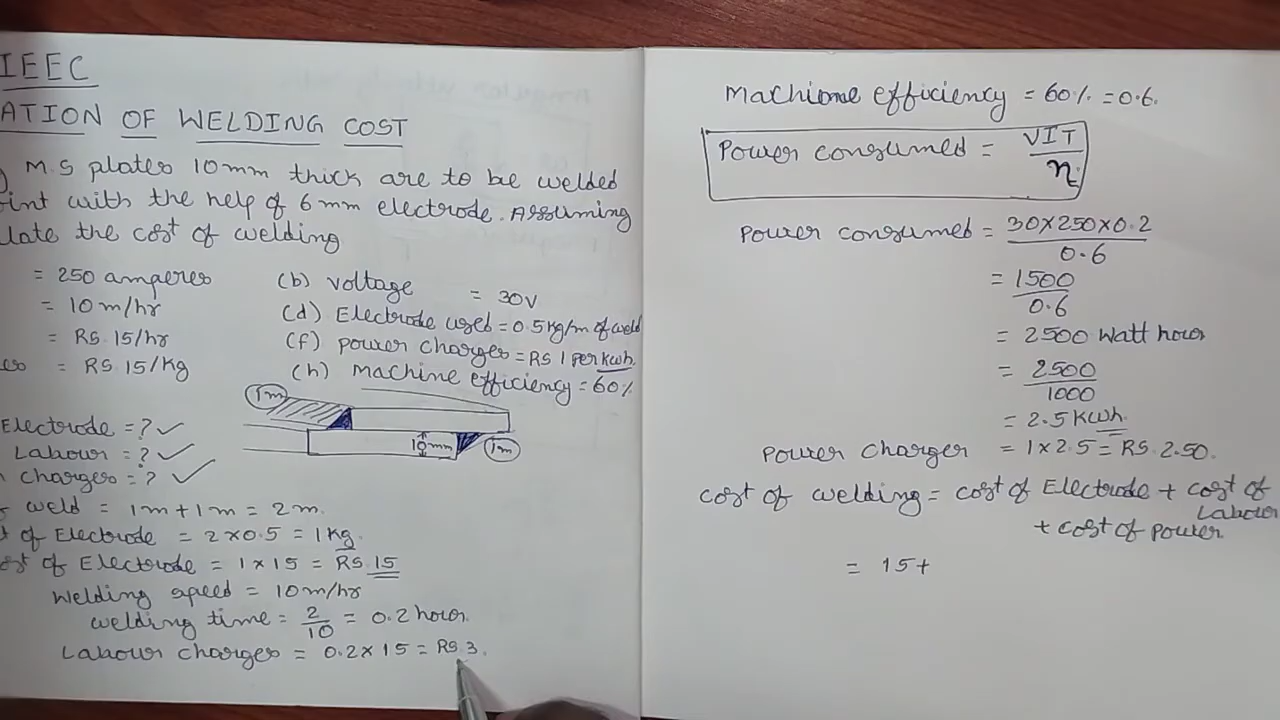 IEEC
ATION OF WELDING COST
M.S plates 10mm thick are to be welded
int with the help of 6mm electrode. Assuming
late the cost of welding
= 250 amperes (b) voltage = 30V
= 10 m/hr (d) Electrode used = 0.5 kg/m of weld
= RS. 15/hr (f) power charges = RS 1 per kwh.
= RS. 15/kg (h) machine efficiency = 60%
1m
10mm
1m
Electrode = ? ✓
Labour = ? ✓
charges = ? ✓
weld = 1m + 1m = 2m.
of Electrode = 2 × 0.5 = 1 kg.
ost of Electrode = 1 × 15 = RS. 15
Welding speed = 10m/hr
welding time = 2/10 = 0.2 hour.
Labour charges = 0.2 × 15 = RS. 3.
Machine efficiency = 60% = 0.6.
Power consumed = VIT/η
Power consumed = 30×250×0.2/0.6
= 1500/0.6
= 2500 Watt hour
= 2500/1000
= 2.5 Kwh.
Power charges = 1 × 2.5 = RS. 2.50.
cost of welding = cost of Electrode + cost of
Labour
+ cost of power
= 15 +